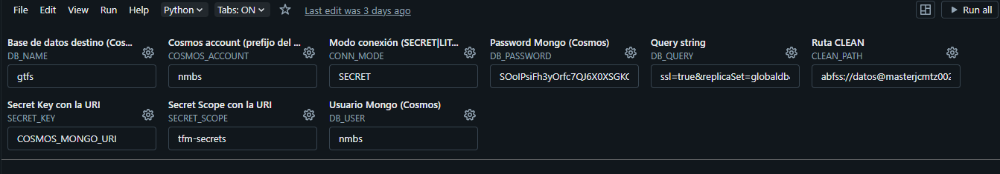 File Edit View Run Help Python Tabs: ON Last edit was 3 days ago Run all
Base de datos destino (Cos... Cosmos account (prefijo del ... Modo conexión (SECRET|LIT... Password Mongo (Cosmos) Query string Ruta CLEAN
DB_NAME COSMOS_ACCOUNT CONN_MODE DB_PASSWORD DB_QUERY CLEAN_PATH
gtfs nmbs SECRET ssl=true&replicaSet=globaldb abfss://datos@masterjcmtz002
Secret Key con la URI Secret Scope con la URI Usuario Mongo (Cosmos)
SECRET_KEY SECRET_SCOPE DB_USER
COSMOS_MONGO_URI tfm-secrets nmbs